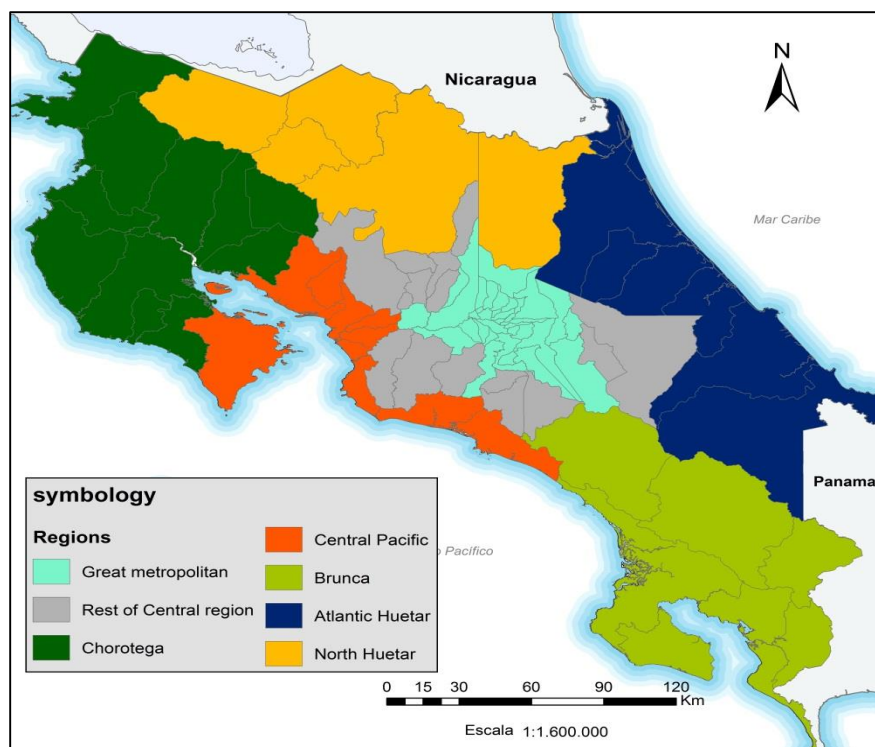 Nicaragua
N
Mar Caribe
Panama
o Pacífico
symbology
Regions
Great metropolitan
Rest of Central region
Chorotega
Central Pacific
Brunca
Atlantic Huetar
North Huetar
0 15 30 60 90 120
Km
Escala 1:1.600.000